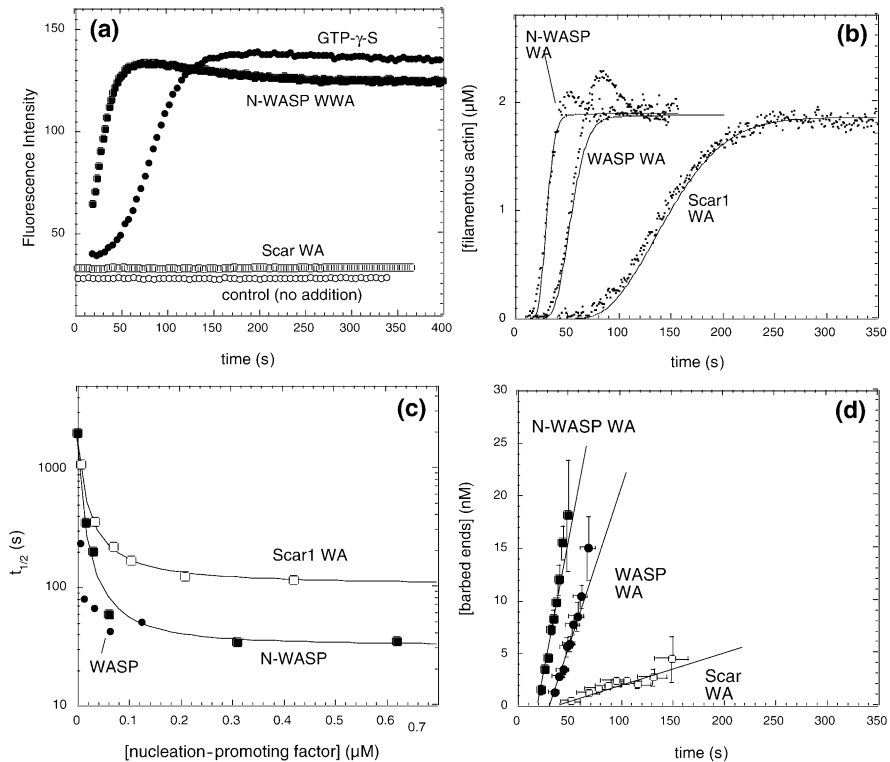 (a)
150
100
50
Fluorescence Intensity
GTP-γ-S
N-WASP WWA
Scar WA
control (no addition)
0 50 100 150 200 250 300 350 400
time (s)
(b)
3
2
1
0
[filamentous actin] (μM)
N-WASP
WA
WASP WA
Scar1
WA
0 50 100 150 200 250 300 350
time (s)
(c)
1000
100
10
t1/2 (s)
Scar1 WA
WASP
N-WASP
0 0.1 0.2 0.3 0.4 0.5 0.6 0.7
[nucleation-promoting factor] (μM)
(d)
30
25
20
15
10
5
0
[barbed ends] (nM)
N-WASP WA
WASP
WA
Scar
WA
0 50 100 150 200 250 300 350
time (s)